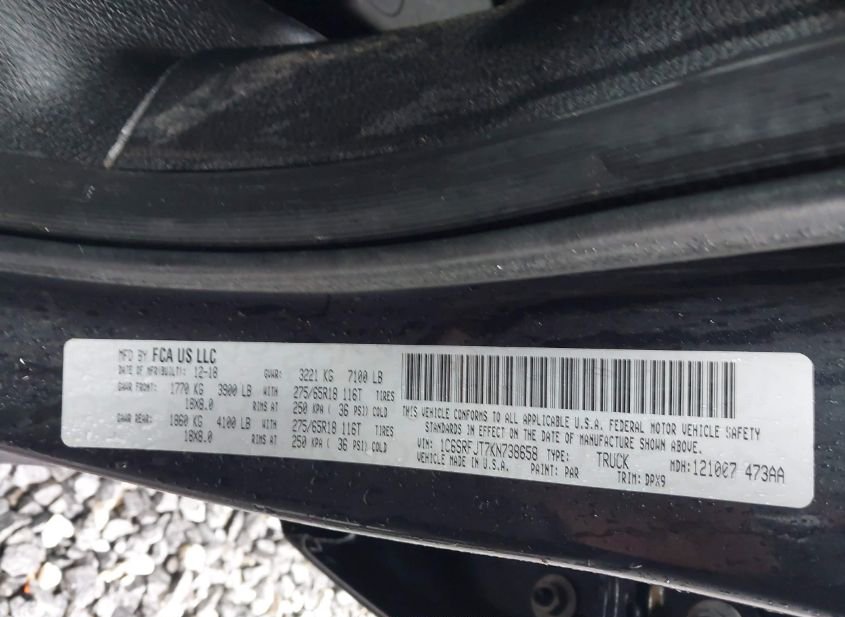 MFD BY FCA US LLC
DATE OF MFR(BUILT): 12-18 GVWR: 3221 KG 7100 LB
GAWR FRONT: 1770 KG 3900 LB WITH 275/65R18 116T TIRES
18X8.0 RIMS AT 250 KPA ( 36 PSI) COLD
GAWR REAR: 1860 KG 4100 LB WITH 275/65R18 116T TIRES
18X8.0 RIMS AT 250 KPA ( 36 PSI) COLD
THIS VEHICLE CONFORMS TO ALL APPLICABLE U.S.A. FEDERAL MOTOR VEHICLE SAFETY
STANDARDS IN EFFECT ON THE DATE OF MANUFACTURE SHOWN ABOVE.
VIN: 1C6SRFJT7KN738658 TYPE: TRUCK MDH: 121007 473AA
VEHICLE MADE IN U.S.A. PAINT: PAR TRIM: DPX9